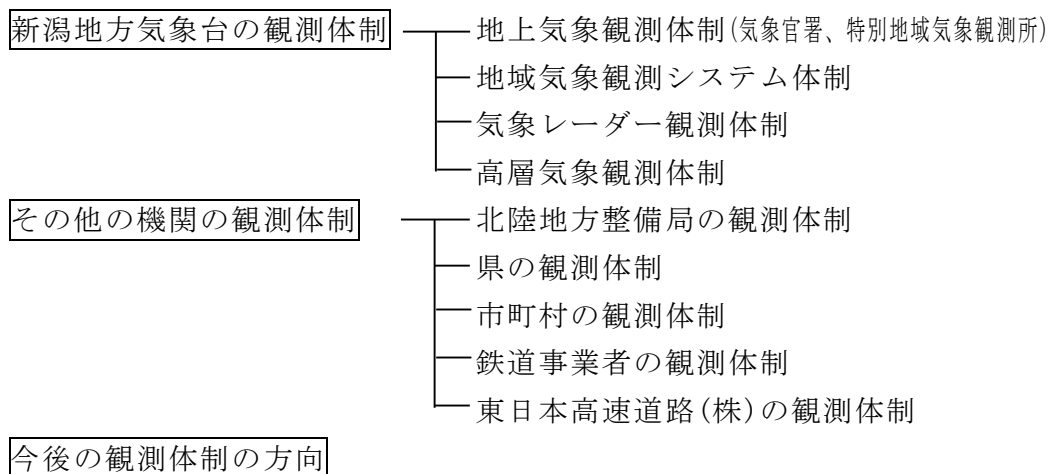 新潟地方気象台の観測体制 地上気象観測体制(気象官署、特別地域気象観測所)
地域気象観測システム体制
気象レーダー観測体制
高層気象観測体制
その他の機関の観測体制 北陸地方整備局の観測体制
県の観測体制
市町村の観測体制
鉄道事業者の観測体制
東日本高速道路(株)の観測体制
今後の観測体制の方向